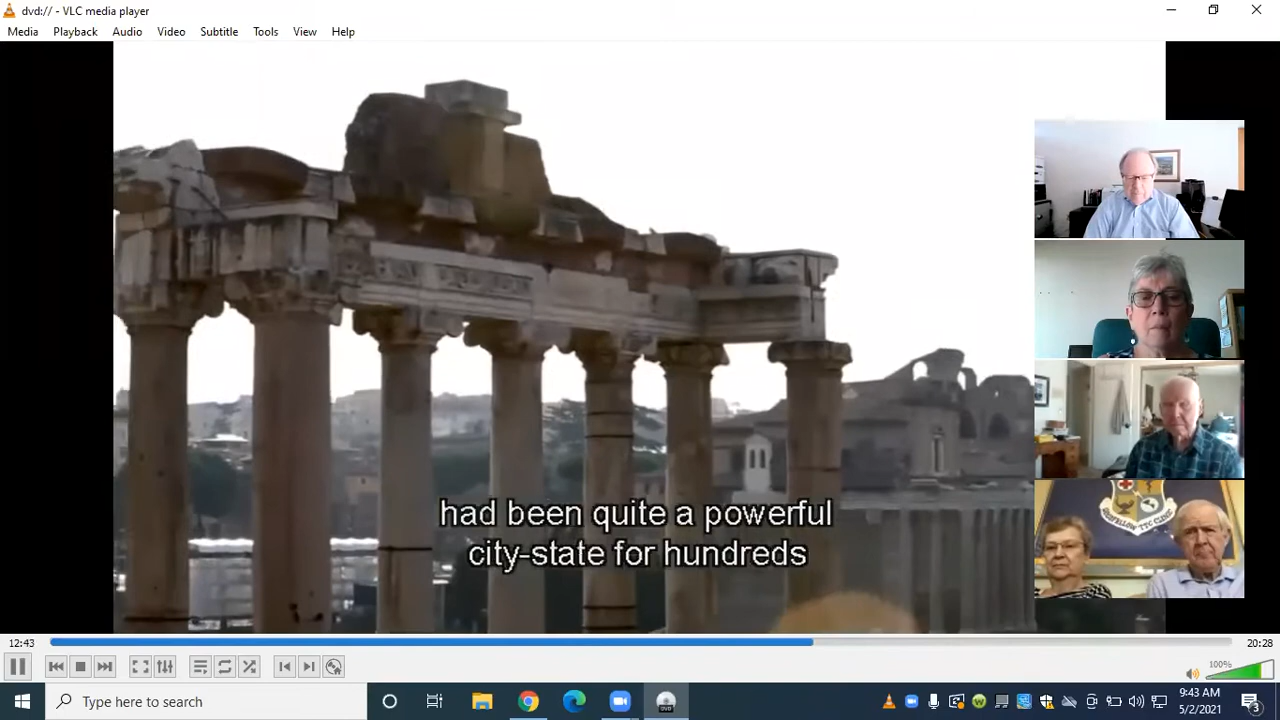 dvd:// - VLC media player
Media Playback Audio Video Subtitle Tools View Help
had been quite a powerful
city-state for hundreds
12:43
20:28
100%
Type here to search
9:43 AM
5/2/2021
3